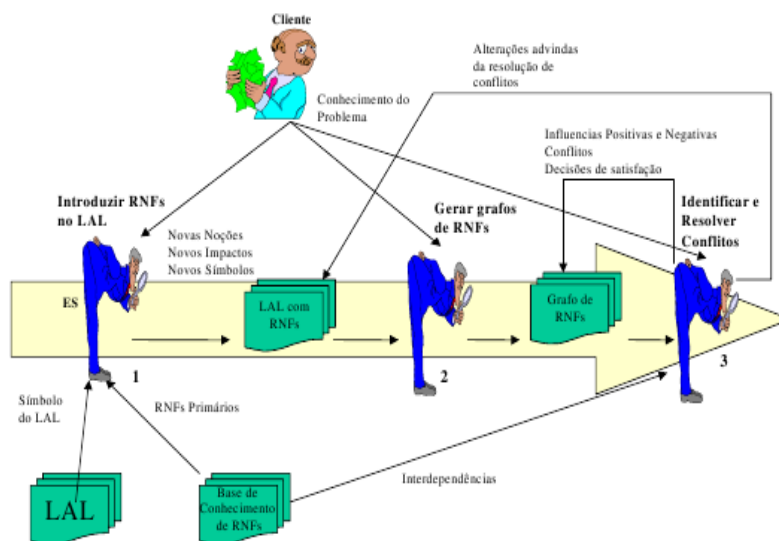 Cliente
Alterações advindas
da resolução de
conflitos
Conhecimento do
Problema
Influencias Positivas e Negativas
Conflitos
Decisões de satisfação
Introduzir RNFs
no LAL
Novas Noções
Novos Impactos
Novos Símbolos
Gerar grafos
de RNFs
Identificar e
Resolver
Conflitos
ES
LAL com
RNFs
Grafo de
RNFs
1
2
3
Símbolo
do LAL
RNFs Primários
Interdependências
LAL
Base de
Conhecimento
de RNFs